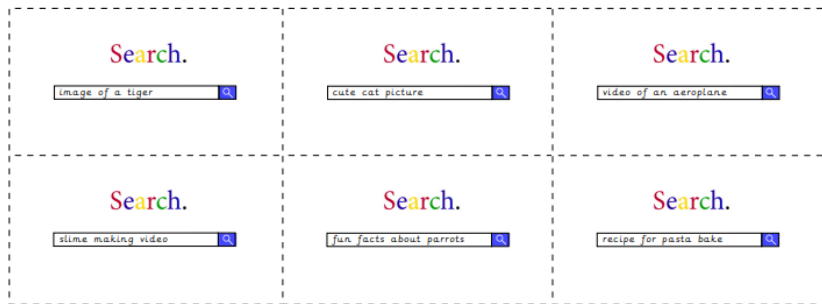 Search.
image of a tiger
Search.
cute cat picture
Search.
video of an aeroplane
Search.
slime making video
Search.
fun facts about parrots
Search.
recipe for pasta bake